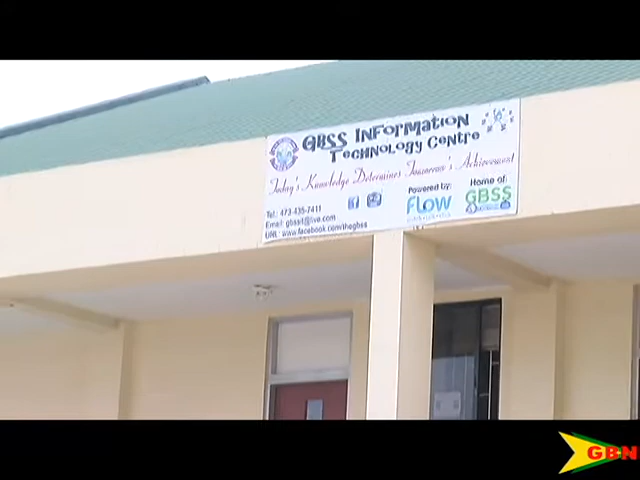 GBSS INFORMATION
TECHNOLOGY CENTRE
Today's Knowledge Determines Tomorrow's Achievement
Tel: 473-435-7411
Email: gbss1@live.com
URL: www.facebook.com/thegbss
Powered by:
FLOW
Home of:
GBSS
GBN